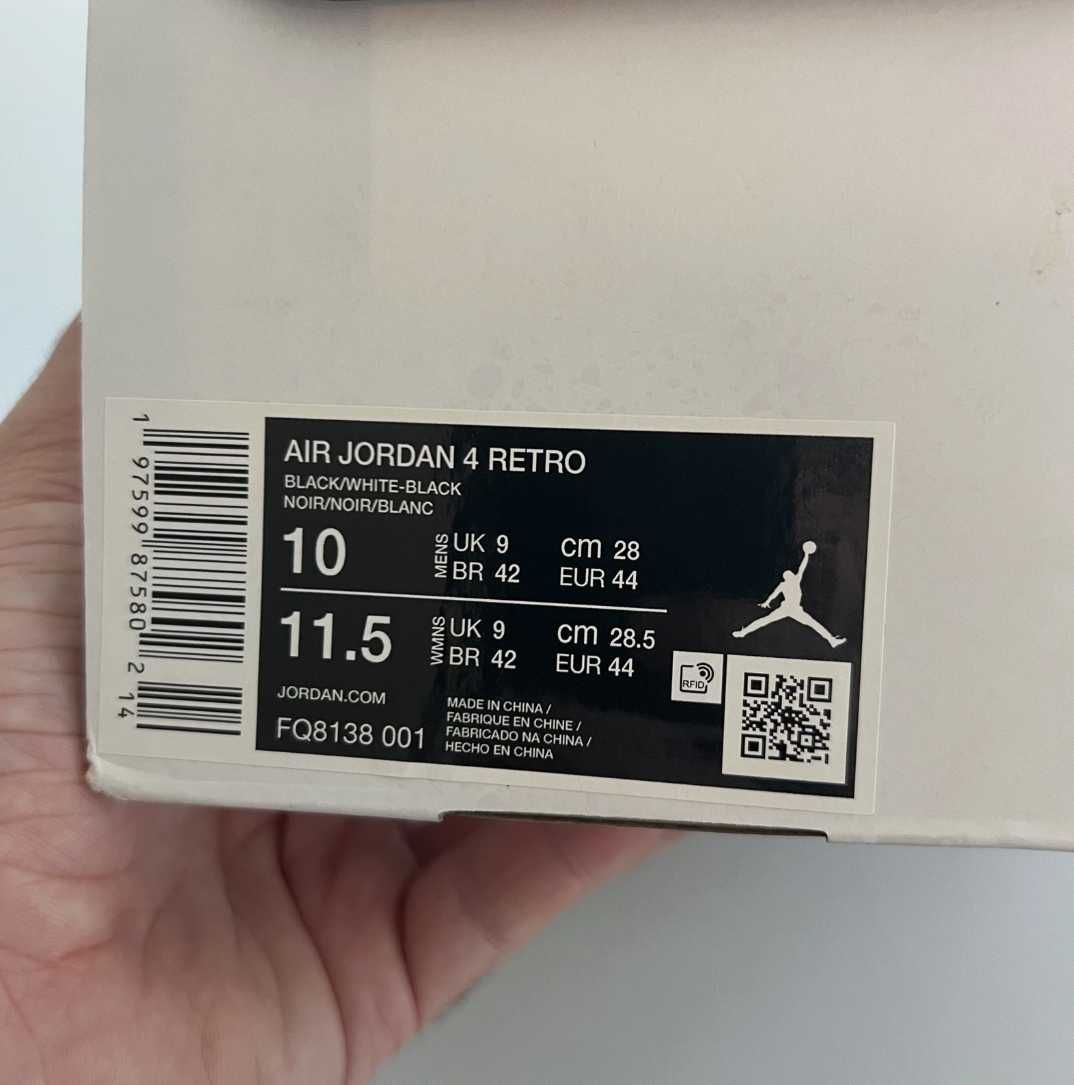 1 97599 87580 2 14
AIR JORDAN 4 RETRO
BLACK/WHITE-BLACK
NOIR/NOIR/BLANC
10 MENS UK 9 cm 28
BR 42 EUR 44
11.5 WMNS UK 9 cm 28.5
BR 42 EUR 44
RFID
JORDAN.COM
FQ8138 001
MADE IN CHINA /
FABRIQUE EN CHINE /
FABRICADO NA CHINA /
HECHO EN CHINA